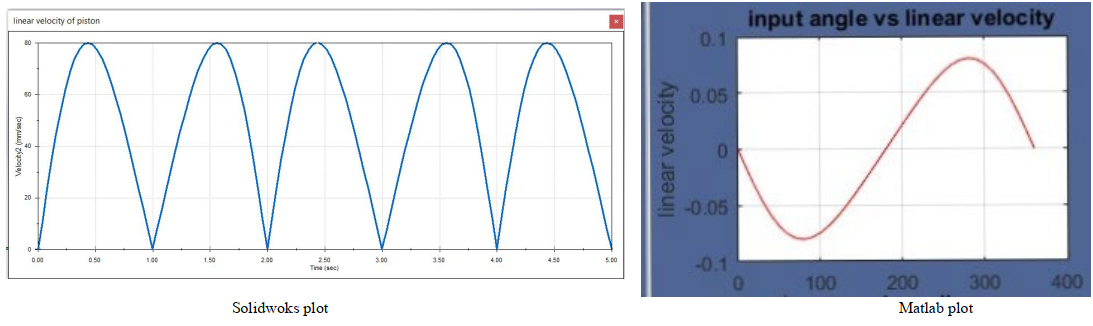 linear velocity of piston
Velocity2 (mm/sec)
80
60
40
20
0
0.00 0.50 1.00 1.50 2.00 2.50 3.00 3.50 4.00 4.50 5.00
Time (sec)
Solidwoks plot
input angle vs linear velocity
linear velocity
0.1
0.05
0
-0.05
-0.1
0 100 200 300 400
Matlab plot